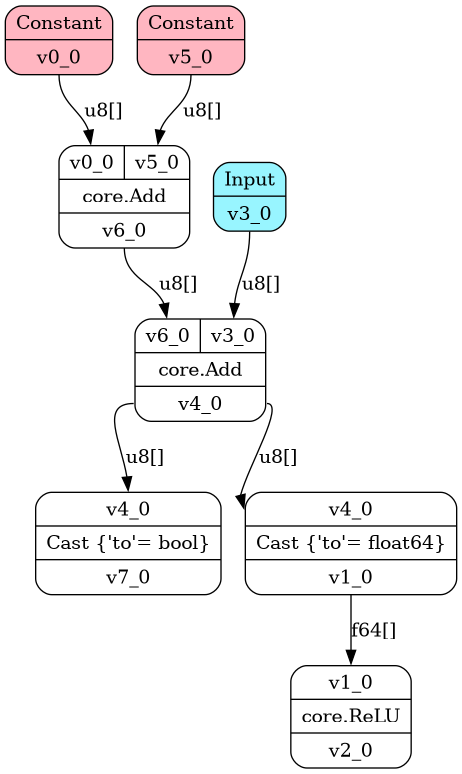 Constant
v0_0
Constant
v5_0
u8[]
u8[]
v0_0 v5_0
core.Add
v6_0
Input
v3_0
u8[]
u8[]
v6_0 v3_0
core.Add
v4_0
u8[]
u8[]
v4_0
Cast {'to'= bool}
v7_0
v4_0
Cast {'to'= float64}
v1_0
f64[]
v1_0
core.ReLU
v2_0